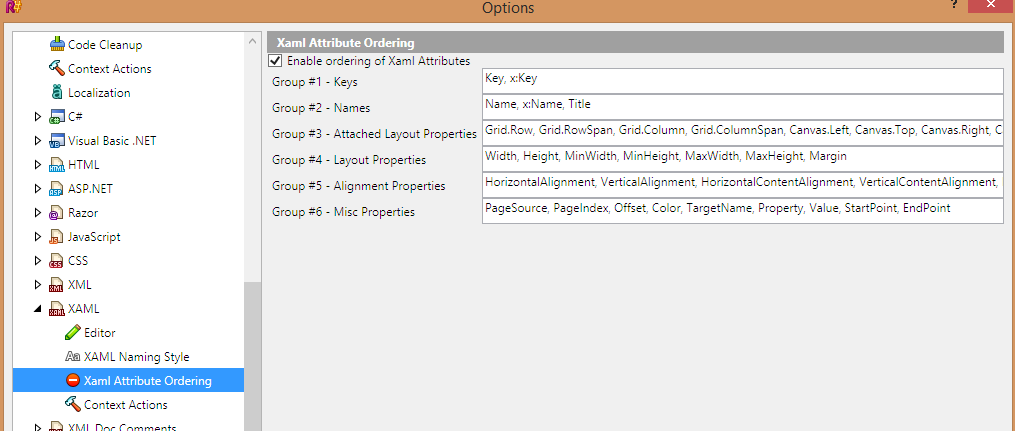 R#
Options
?
Code Cleanup
Context Actions
Localization
C#
Visual Basic .NET
HTML
ASP.NET
Razor
JavaScript
CSS
XML
XAML
Editor
Aa XAML Naming Style
Xaml Attribute Ordering
Context Actions
XML Doc Comments
Xaml Attribute Ordering
Enable ordering of Xaml Attributes
Group #1 - Keys Key, x:Key
Group #2 - Names Name, x:Name, Title
Group #3 - Attached Layout Properties Grid.Row, Grid.RowSpan, Grid.Column, Grid.ColumnSpan, Canvas.Left, Canvas.Top, Canvas.Right, C
Group #4 - Layout Properties Width, Height, MinWidth, MinHeight, MaxWidth, MaxHeight, Margin
Group #5 - Alignment Properties HorizontalAlignment, VerticalAlignment, HorizontalContentAlignment, VerticalContentAlignment,
Group #6 - Misc Properties PageSource, PageIndex, Offset, Color, TargetName, Property, Value, StartPoint, EndPoint